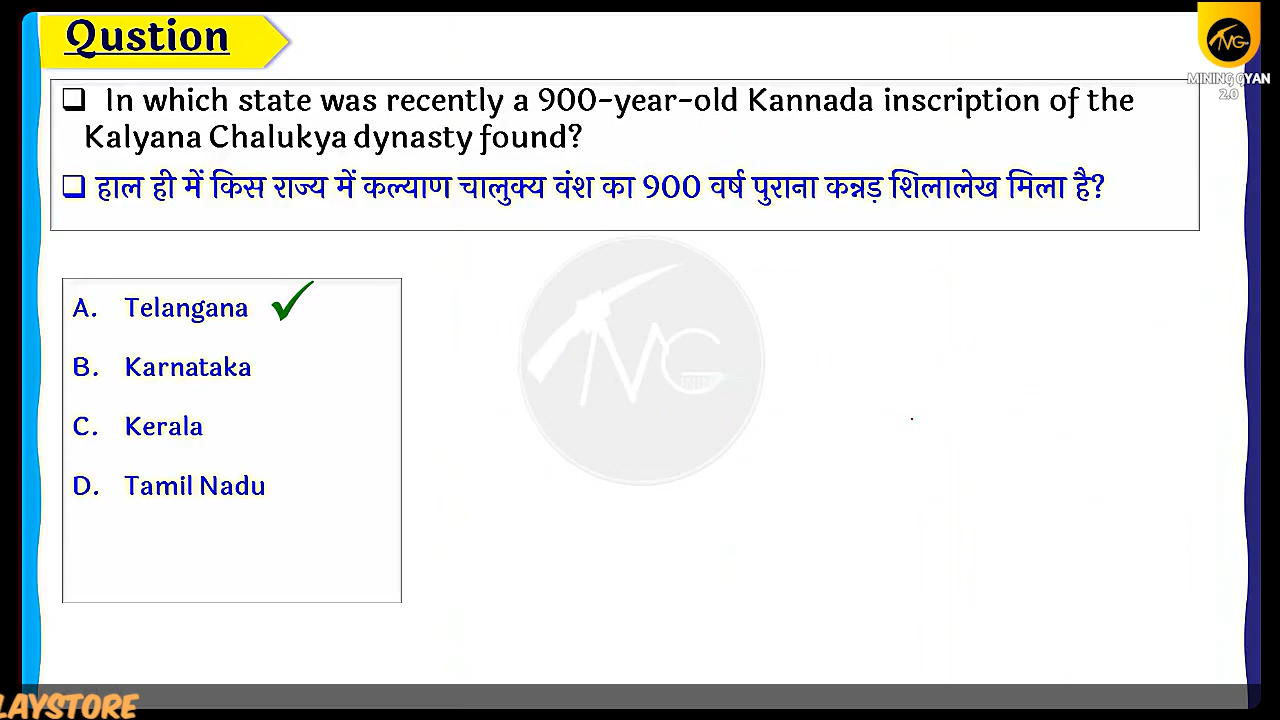 Qustion
MINING GYAN
2.0
❑ In which state was recently a 900-year-old Kannada inscription of the
Kalyana Chalukya dynasty found?
❑ हाल ही में किस राज्य में कल्याण चालुक्य वंश का 900 वर्ष पुराना कन्नड़ शिलालेख मिला है?
A. Telangana ✓
B. Karnataka
C. Kerala
D. Tamil Nadu
MG
LAYSTORE